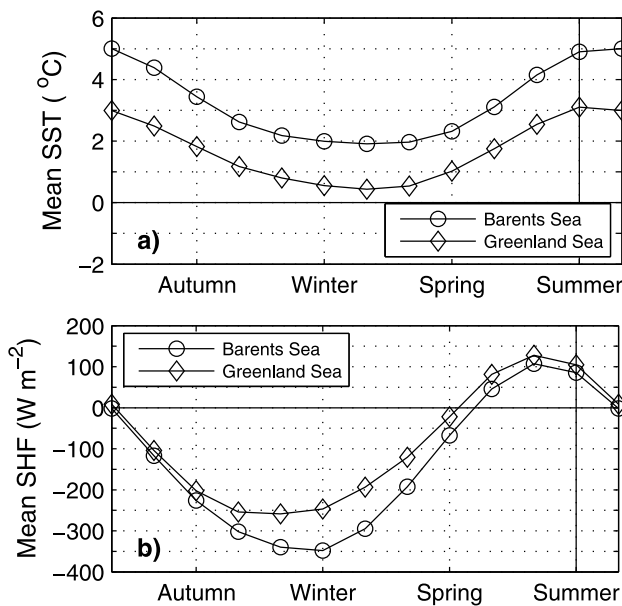 a)
Mean SST ( °C)
6
4
2
0
−2
Barents Sea
Greenland Sea
Autumn Winter Spring Summer
b)
Mean SHF (W m−2)
200
100
0
−100
−200
−300
−400
Barents Sea
Greenland Sea
Autumn Winter Spring Summer